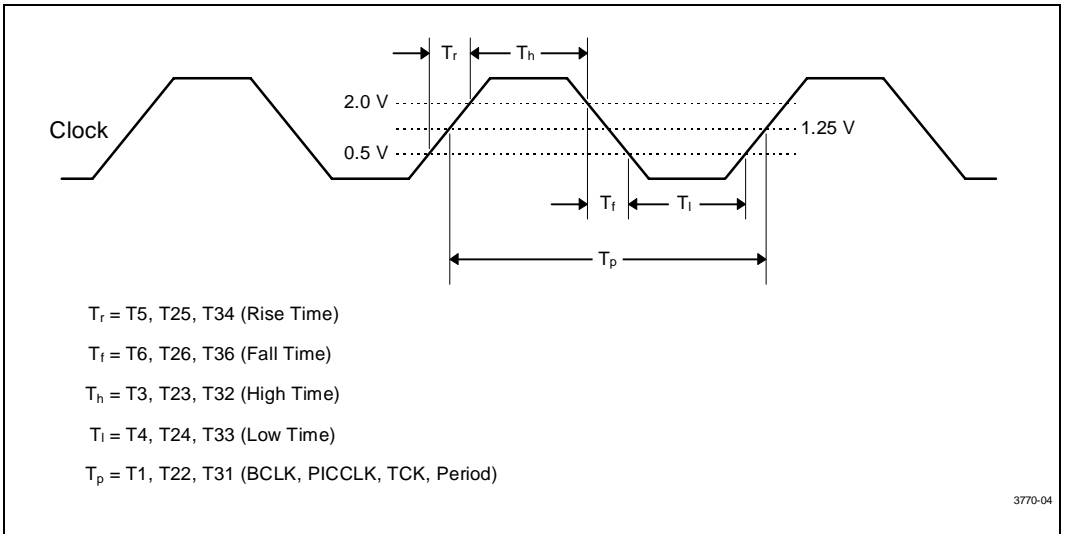 Tr Th
2.0 V
Clock
1.25 V
0.5 V
Tf Tl
Tp
Tr = T5, T25, T34 (Rise Time)
Tf = T6, T26, T36 (Fall Time)
Th = T3, T23, T32 (High Time)
Tl = T4, T24, T33 (Low Time)
Tp = T1, T22, T31 (BCLK, PICCLK, TCK, Period)
3770-04